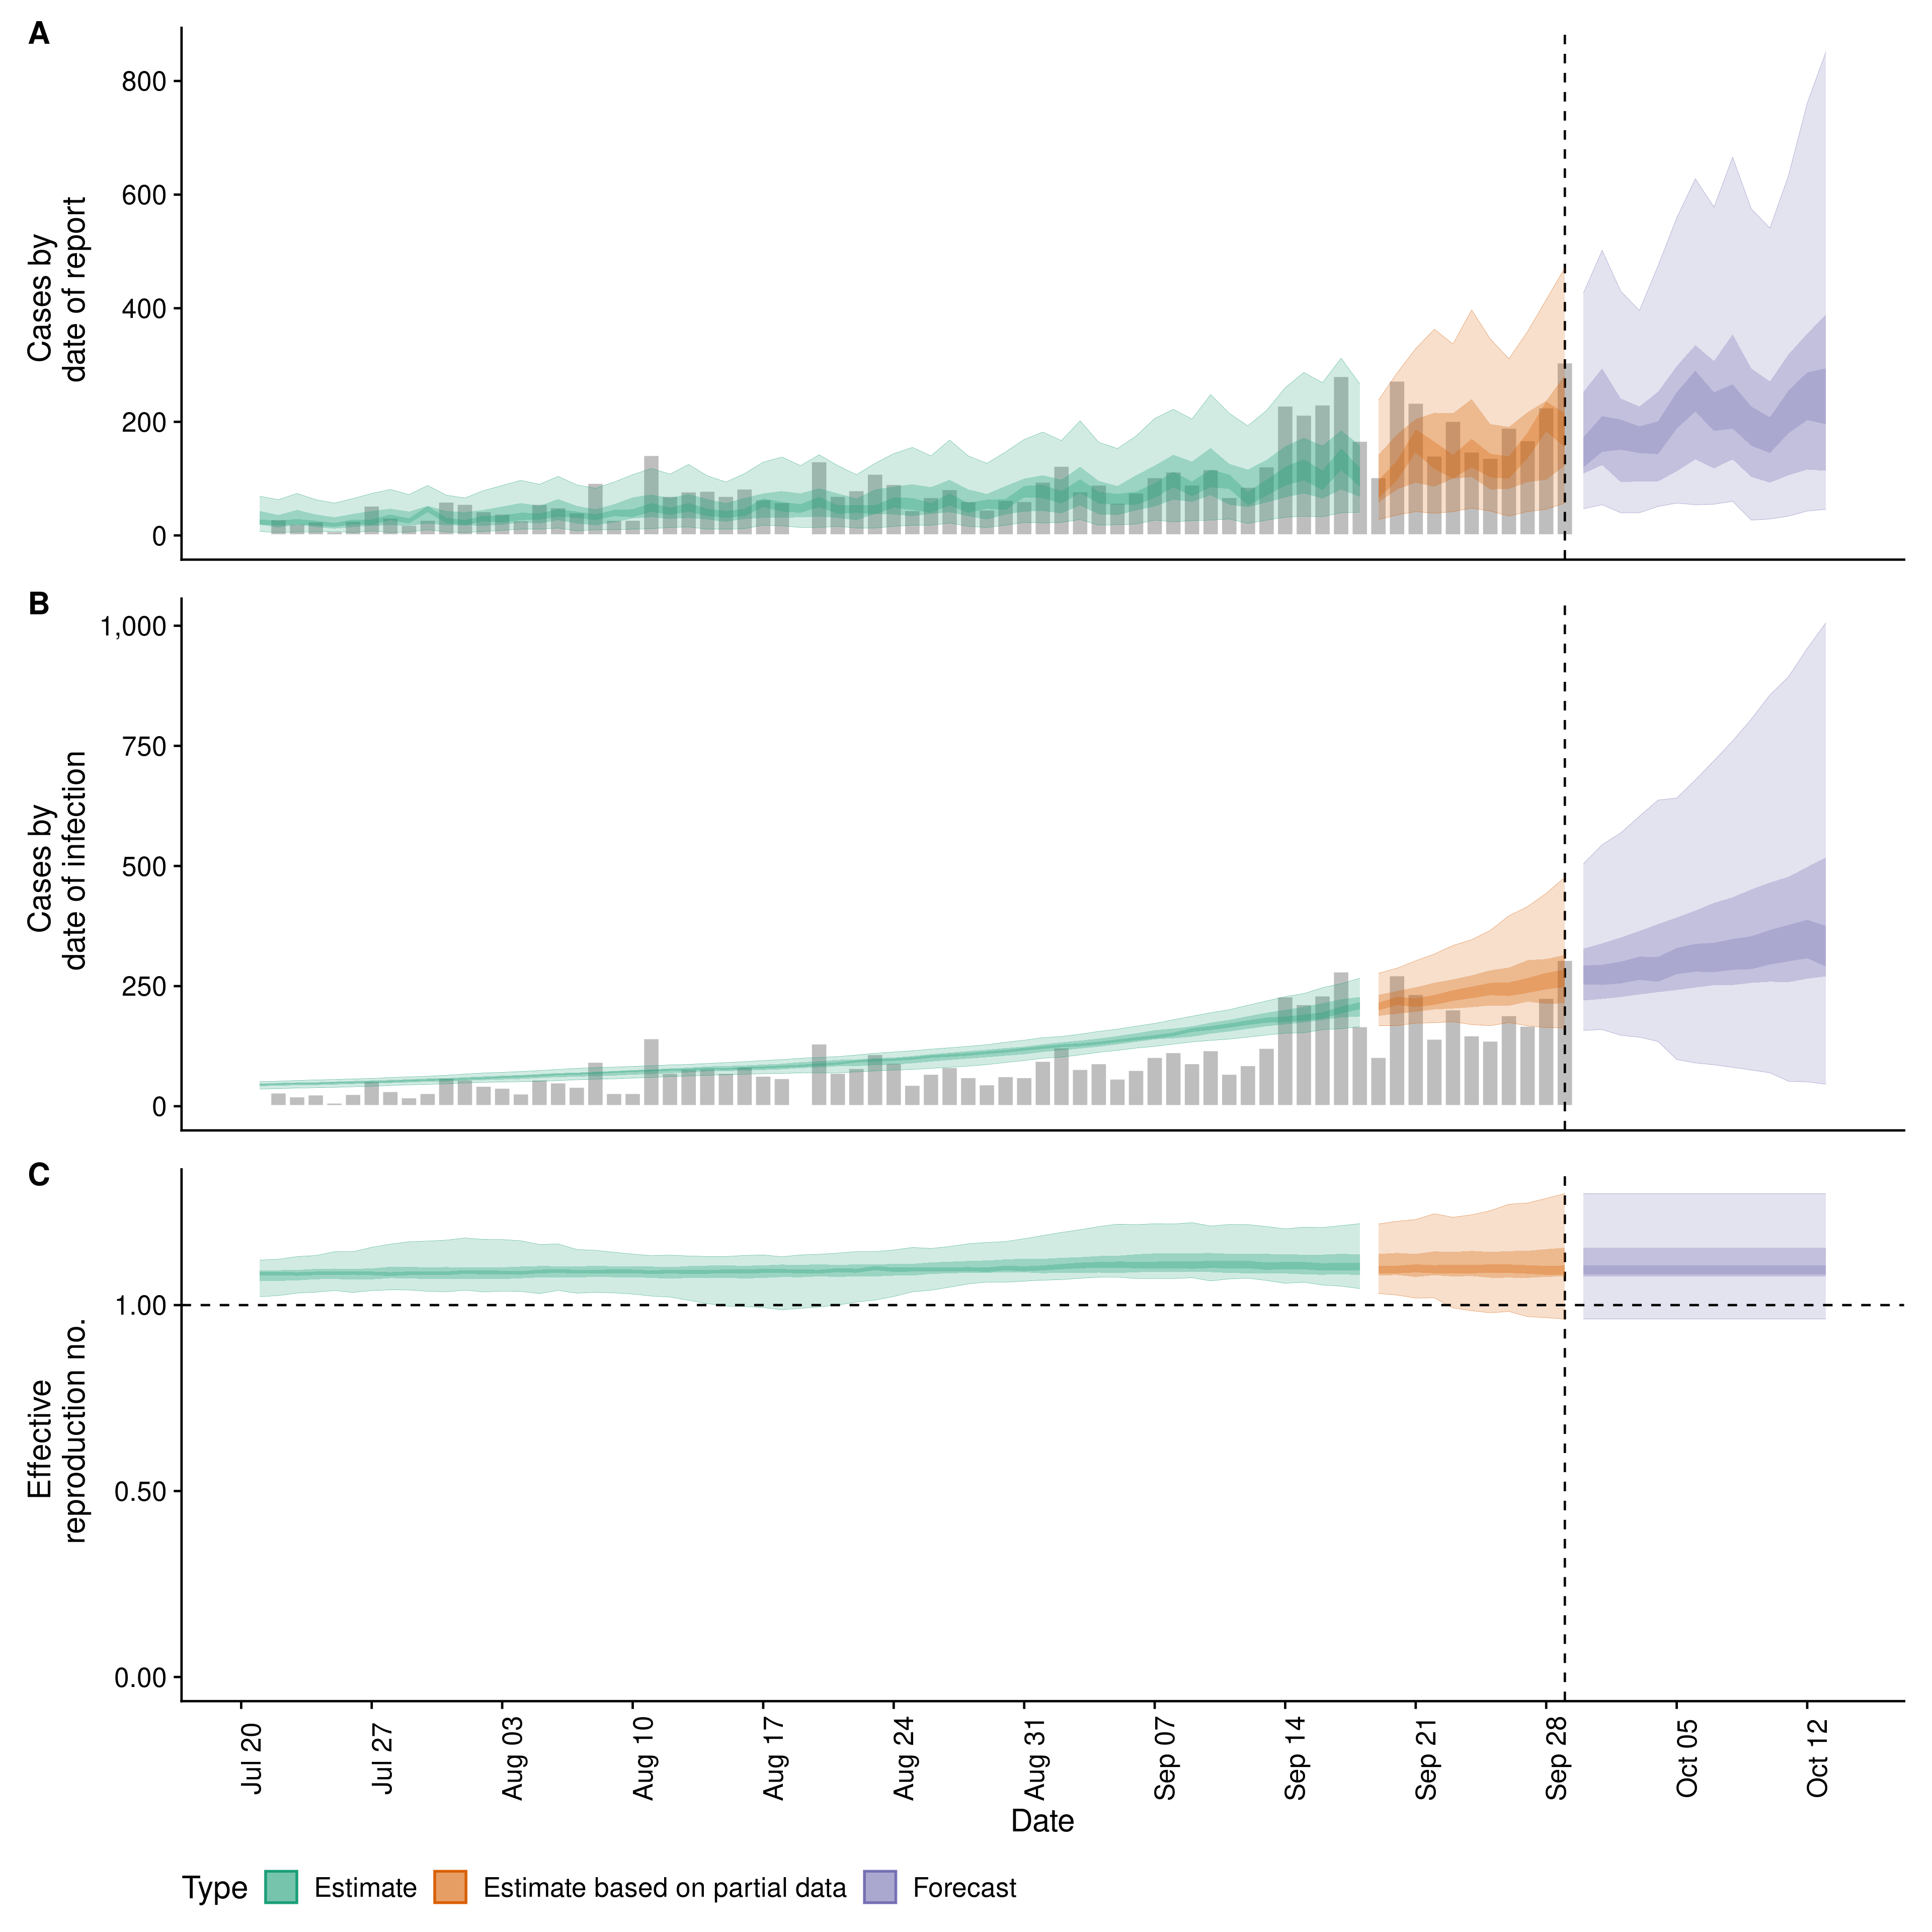 A
Cases by
date of report
800
600
400
200
0
B
Cases by
date of infection
1,000
750
500
250
0
C
Effective
reproduction no.
1.00
0.50
0.00
Jul 20
Jul 27
Aug 03
Aug 10
Aug 17
Aug 24
Aug 31
Sep 07
Sep 14
Sep 21
Sep 28
Oct 05
Oct 12
Date
Type Estimate Estimate based on partial data Forecast